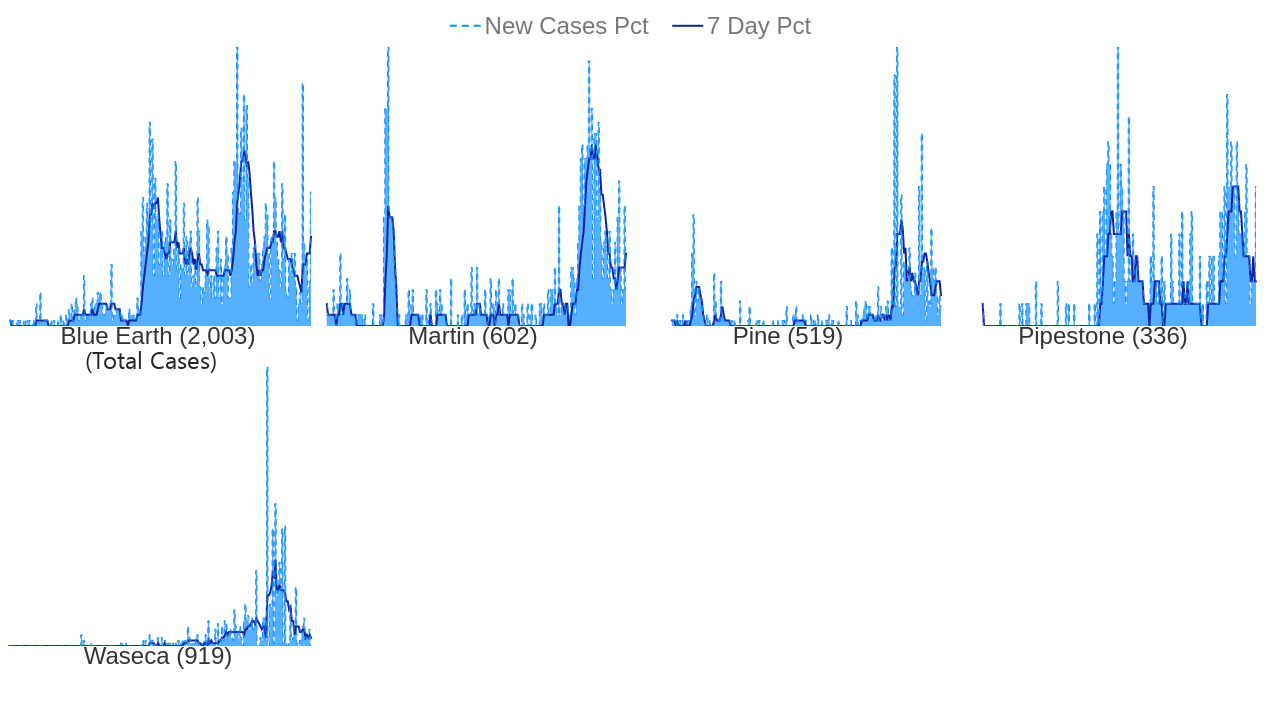 New Cases Pct 7 Day Pct
Blue Earth (2,003)
(Total Cases)
Martin (602)
Pine (519)
Pipestone (336)
Waseca (919)